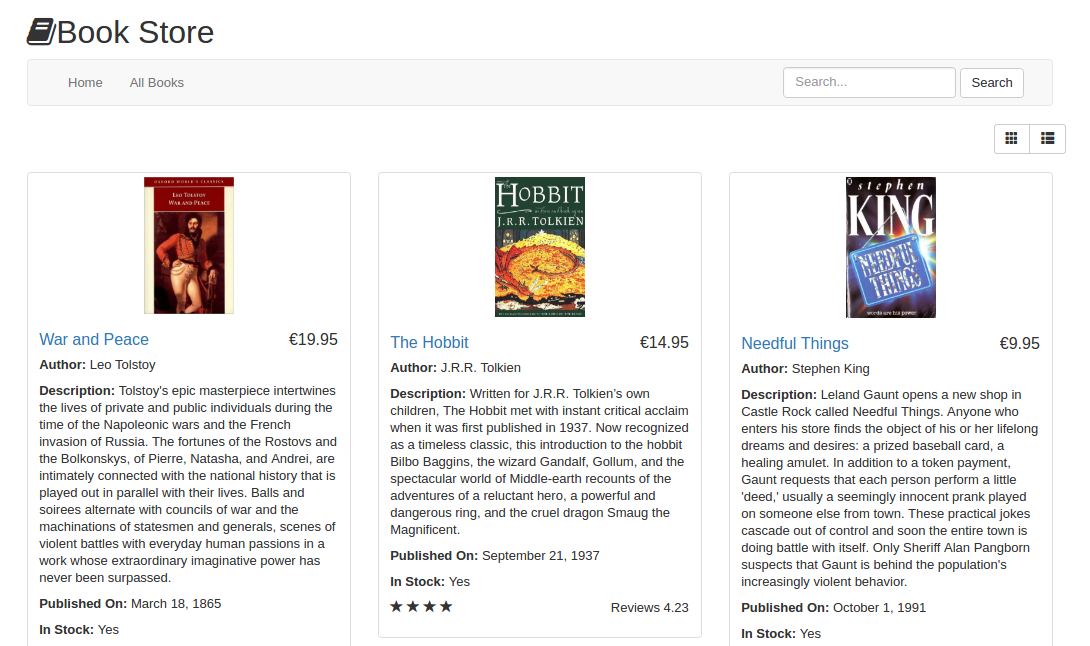 Book Store
Home All Books Search... Search
OXFORD WORLD'S CLASSICS
LEO TOLSTOY
WAR AND PEACE
The
HOBBIT
J.R.R. TOLKIEN
stephen
KING
NEEDFUL
THINGS
words are his power
War and Peace €19.95
Author: Leo Tolstoy
Description: Tolstoy's epic masterpiece intertwines
the lives of private and public individuals during the
time of the Napoleonic wars and the French
invasion of Russia. The fortunes of the Rostovs and
the Bolkonskys, of Pierre, Natasha, and Andrei, are
intimately connected with the national history that is
played out in parallel with their lives. Balls and
soirees alternate with councils of war and the
machinations of statesmen and generals, scenes of
violent battles with everyday human passions in a
work whose extraordinary imaginative power has
never been surpassed.
Published On: March 18, 1865
In Stock: Yes
The Hobbit €14.95
Author: J.R.R. Tolkien
Description: Written for J.R.R. Tolkien's own
children, The Hobbit met with instant critical acclaim
when it was first published in 1937. Now recognized
as a timeless classic, this introduction to the hobbit
Bilbo Baggins, the wizard Gandalf, Gollum, and the
spectacular world of Middle-earth recounts of the
adventures of a reluctant hero, a powerful and
dangerous ring, and the cruel dragon Smaug the
Magnificent.
Published On: September 21, 1937
In Stock: Yes
★★★★ Reviews 4.23
Needful Things €9.95
Author: Stephen King
Description: Leland Gaunt opens a new shop in
Castle Rock called Needful Things. Anyone who
enters his store finds the object of his or her lifelong
dreams and desires: a prized baseball card, a
healing amulet. In addition to a token payment,
Gaunt requests that each person perform a little
'deed,' usually a seemingly innocent prank played
on someone else from town. These practical jokes
cascade out of control and soon the entire town is
doing battle with itself. Only Sheriff Alan Pangborn
suspects that Gaunt is behind the population's
increasingly violent behavior.
Published On: October 1, 1991
In Stock: Yes